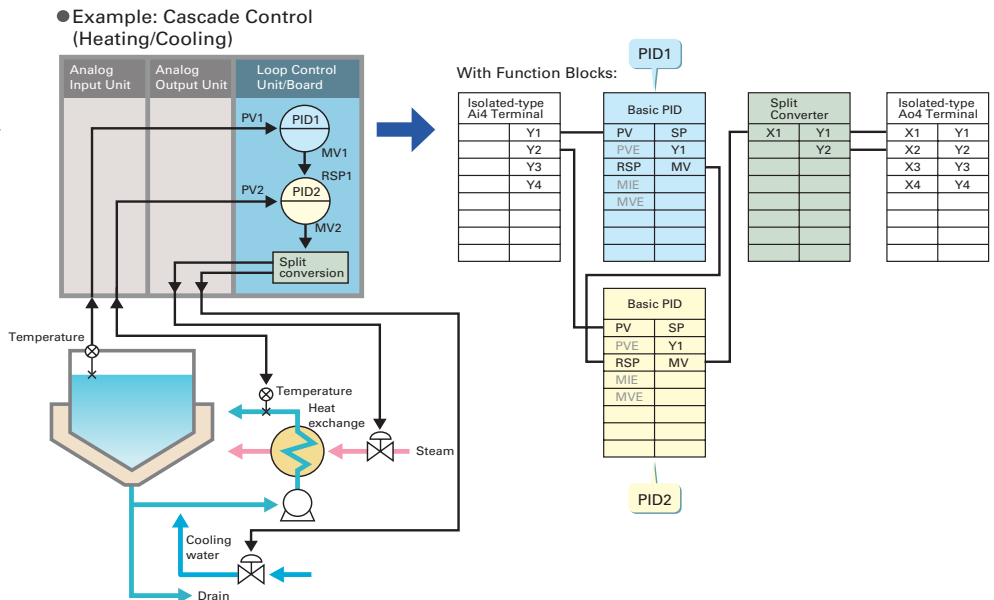 ●Example: Cascade Control
(Heating/Cooling)
Analog
Input Unit
Analog
Output Unit
Loop Control
Unit/Board
PV1
PID1
MV1
RSP1
PV2
PID2
MV2
Split
conversion
Temperature
Temperature
Heat
exchange
Steam
Cooling
water
Drain
With Function Blocks:
PID1
Isolated-type
Ai4 Terminal
Y1
Y2
Y3
Y4
Basic PID
PV SP
PVE Y1
RSP MV
MIE
MVE
Split
Converter
X1 Y1
Y2
Isolated-type
Ao4 Terminal
X1 Y1
X2 Y2
X3 Y3
X4 Y4
Basic PID
PV SP
PVE Y1
RSP MV
MIE
MVE
PID2